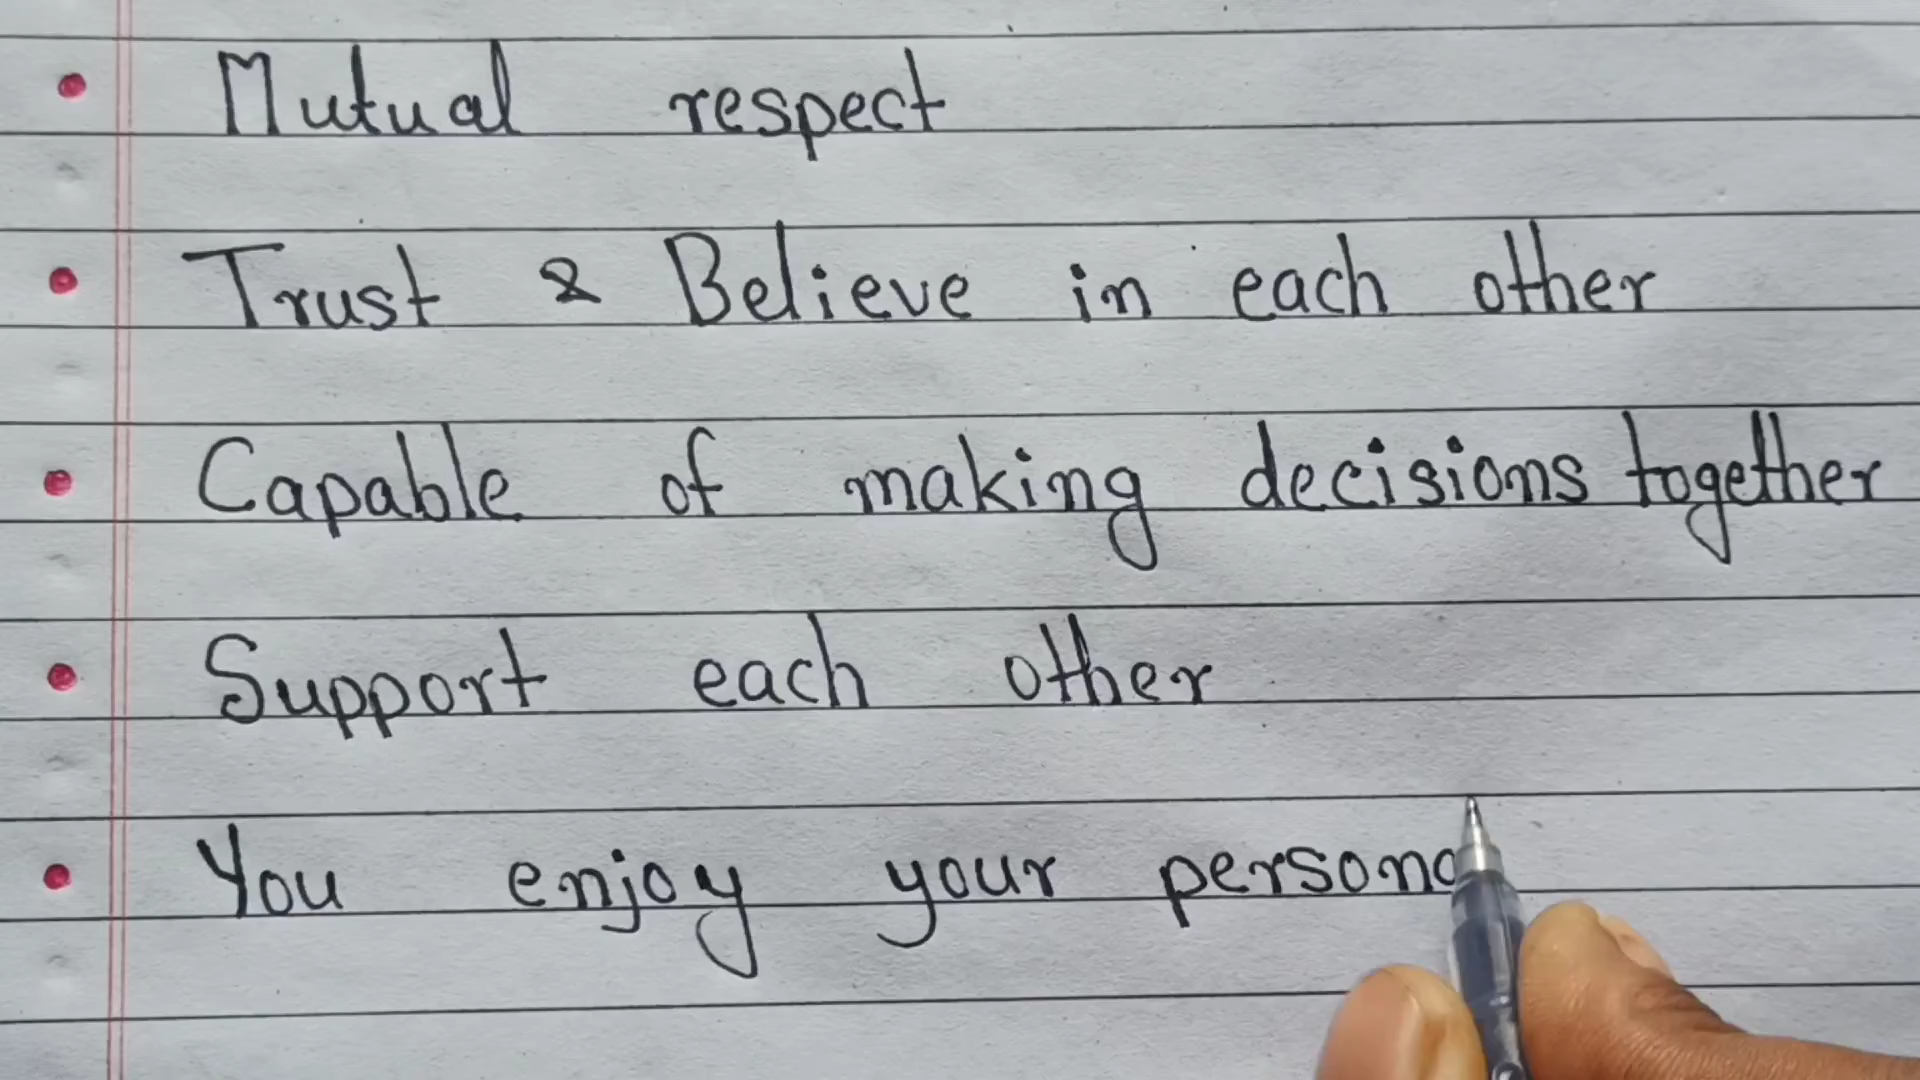 • Mutual respect
• Trust & Believe in each other
• Capable of making decisions together
• Support each other
• You enjoy your persona